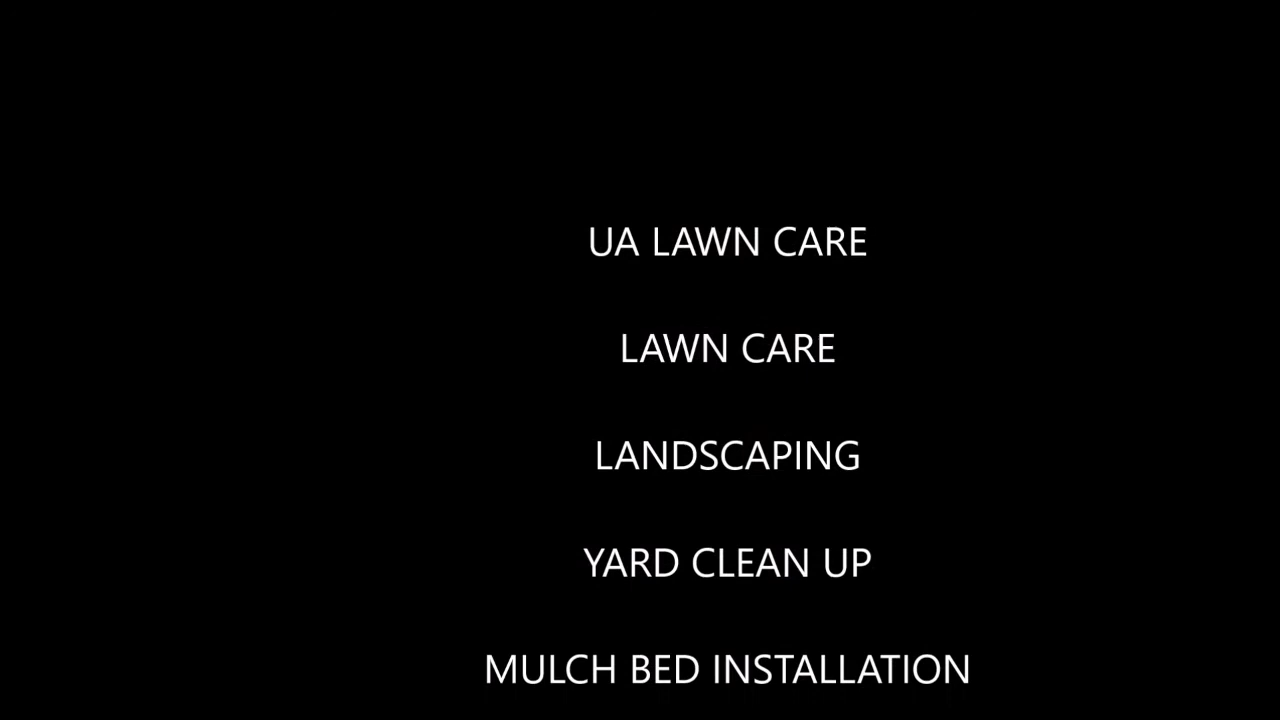 UA LAWN CARE
LAWN CARE
LANDSCAPING
YARD CLEAN UP
MULCH BED INSTALLATION